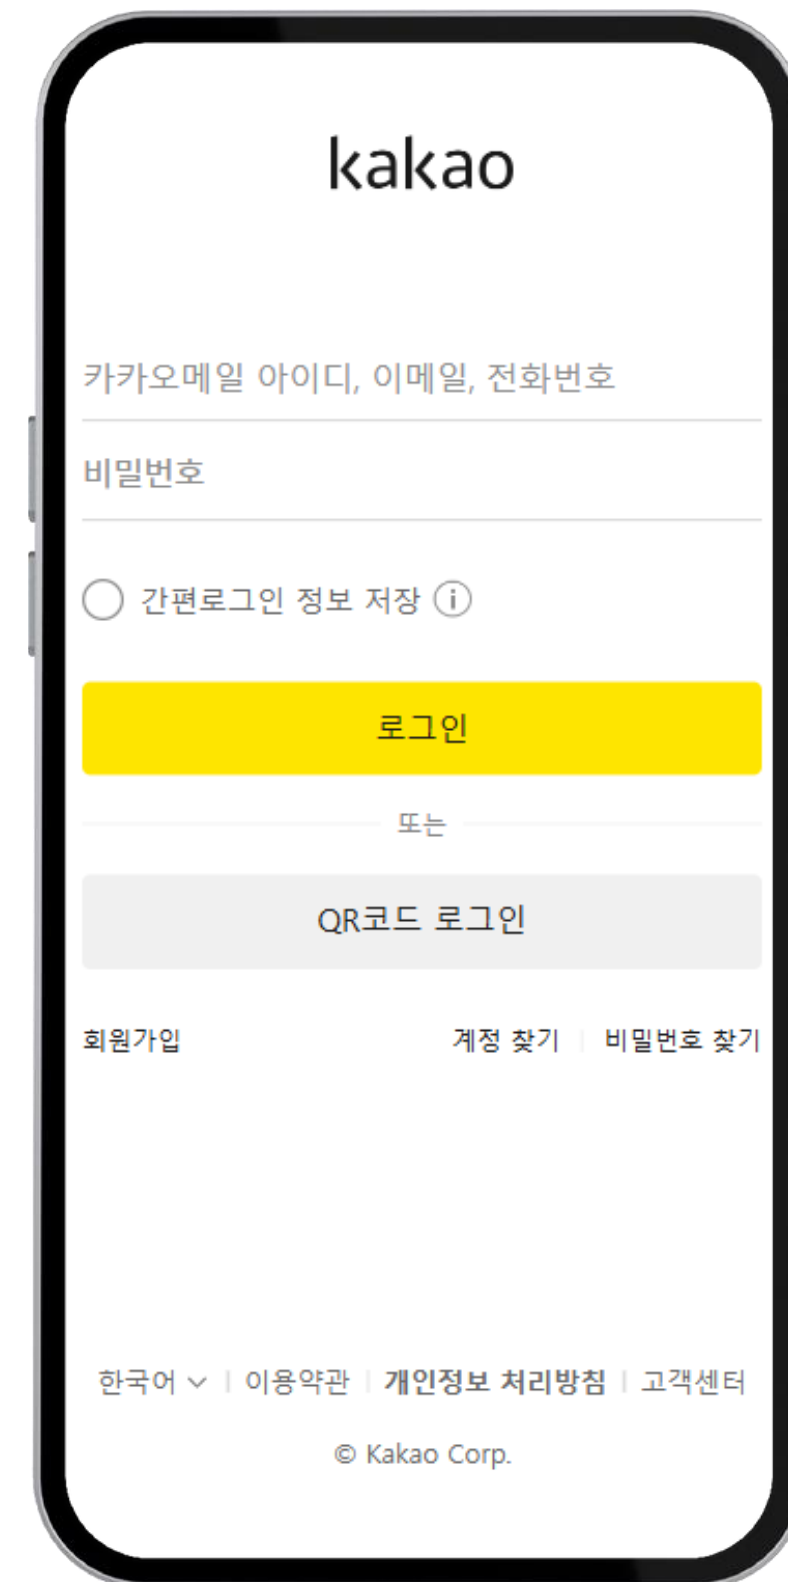 kakao
카카오메일 아이디, 이메일, 전화번호
비밀번호
간편로그인 정보 저장 i
로그인
또는
QR코드 로그인
회원가입 계정 찾기 비밀번호 찾기
한국어 이용약관 개인정보 처리방침 고객센터
© Kakao Corp.